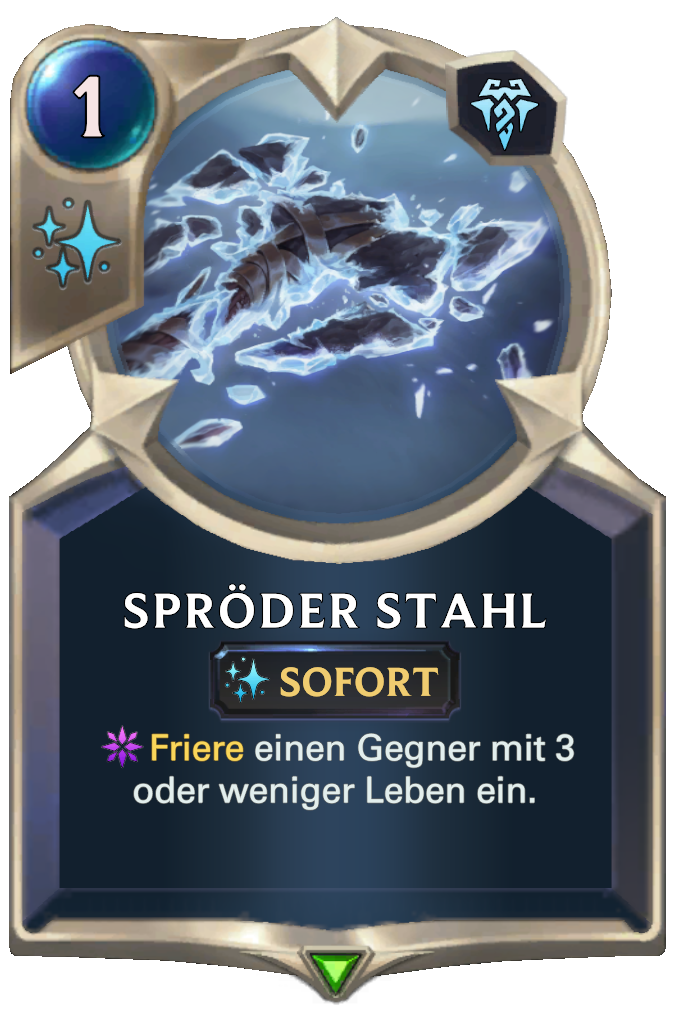 1
SPRÖDER STAHL
SOFORT
Friere einen Gegner mit 3
oder weniger Leben ein.